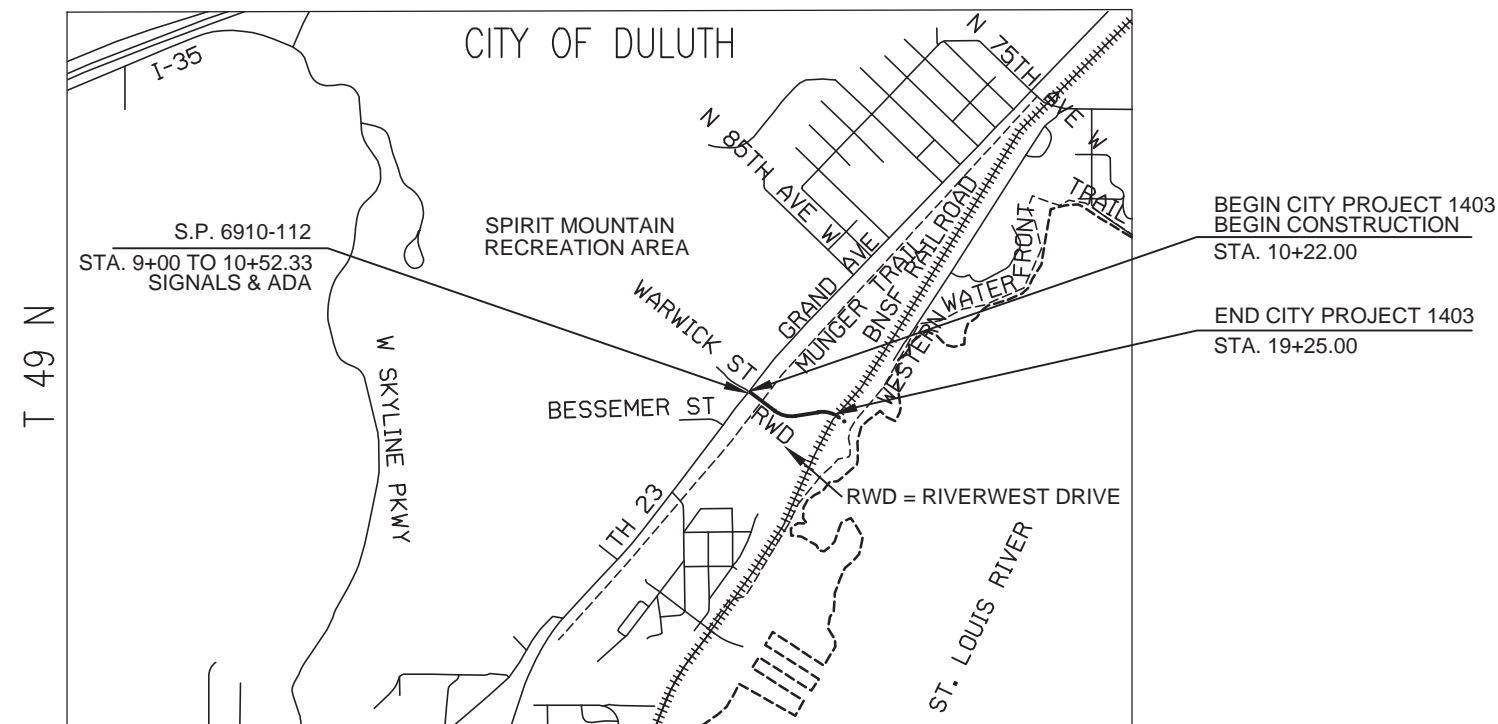 CITY OF DULUTH
I-35
N 75TH AVE W
N 85TH AVE W
S.P. 6910-112
STA. 9+00 TO 10+52.33
SIGNALS & ADA
SPIRIT MOUNTAIN
RECREATION AREA
BEGIN CITY PROJECT 1403
BEGIN CONSTRUCTION
STA. 10+22.00
END CITY PROJECT 1403
STA. 19+25.00
WARWICK ST
GRAND AVE
MUNGER TRAIL
BNSF RAILROAD
WESTERN WATER FRONT TRAIL
T 49 N
W SKYLINE PKWY
BESSEMER ST
RWD
RWD = RIVERWEST DRIVE
TH 23
ST. LOUIS RIVER